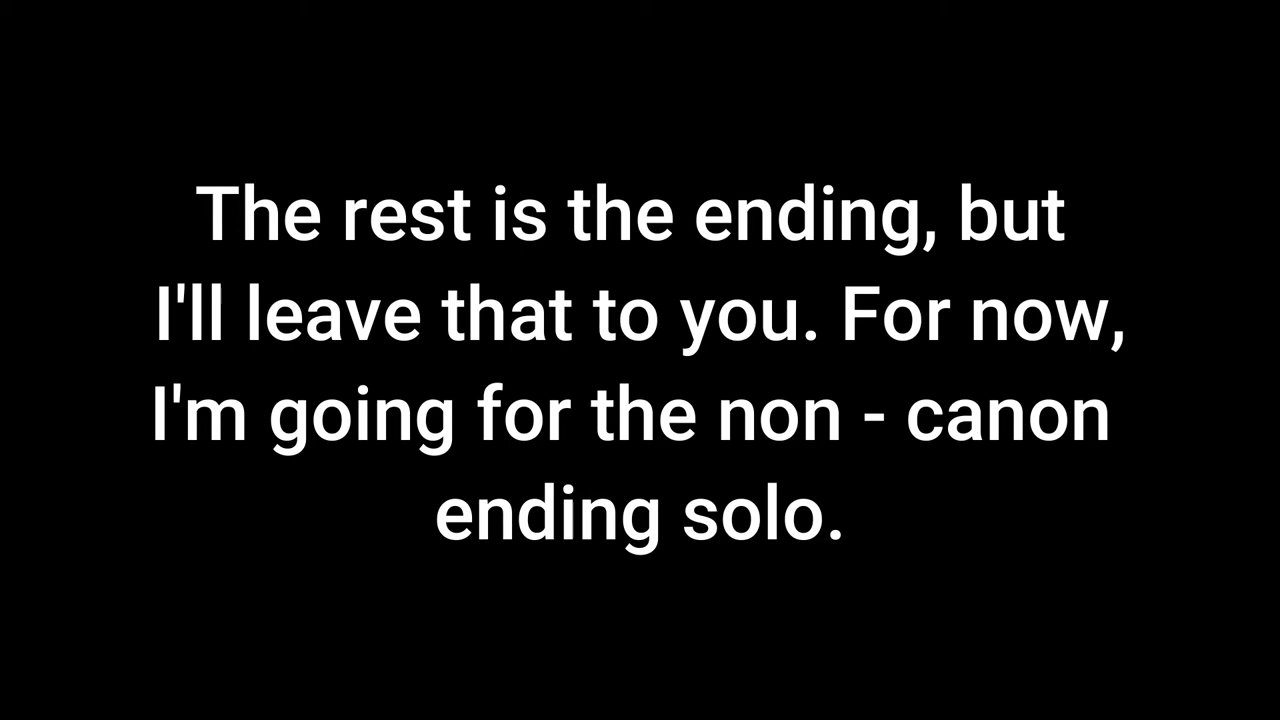 The rest is the ending, but
I'll leave that to you. For now,
I'm going for the non - canon
ending solo.